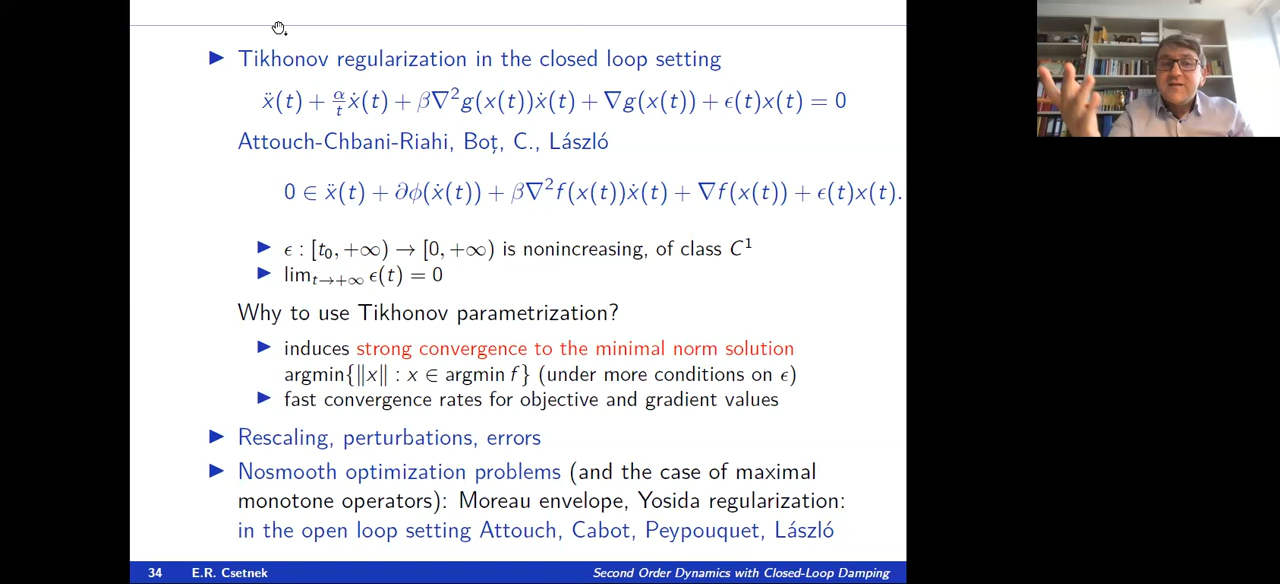 ▶ Tikhonov regularization in the closed loop setting
ẍ(t) + α/t ẋ(t) + β∇²g(x(t))ẋ(t) + ∇g(x(t)) + ϵ(t)x(t) = 0
Attouch-Chbani-Riahi, Boț, C., László
0 ∈ ẍ(t) + ∂ϕ(ẋ(t)) + β∇²f(x(t))ẋ(t) + ∇f(x(t)) + ϵ(t)x(t).
▶ ϵ : [t₀, +∞) → [0, +∞) is nonincreasing, of class C¹
▶ lim_{t→+∞} ϵ(t) = 0
Why to use Tikhonov parametrization?
▶ induces strong convergence to the minimal norm solution
argmin{‖x‖ : x ∈ argmin f} (under more conditions on ϵ)
▶ fast convergence rates for objective and gradient values
▶ Rescaling, perturbations, errors
▶ Nosmooth optimization problems (and the case of maximal
monotone operators): Moreau envelope, Yosida regularization:
in the open loop setting Attouch, Cabot, Peypouquet, László
34 E.R. Csetnek Second Order Dynamics with Closed-Loop Damping